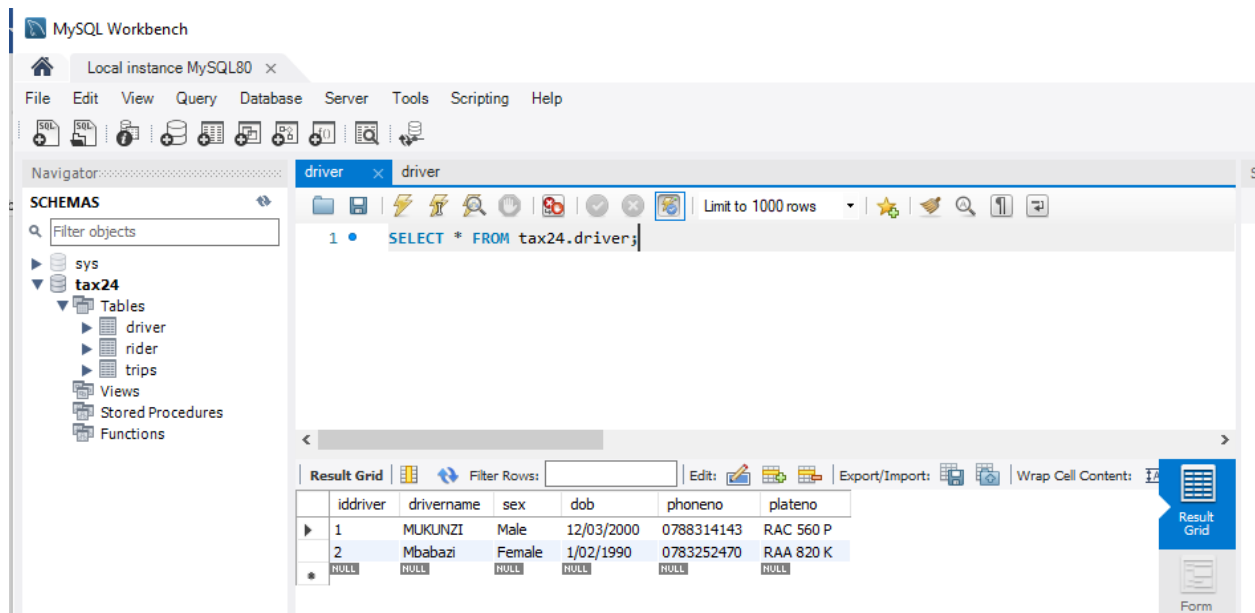 MySQL Workbench
Local instance MySQL80
File Edit View Query Database Server Tools Scripting Help
Navigator
driver driver
SCHEMAS
Limit to 1000 rows
Filter objects
1 SELECT * FROM tax24.driver;
sys
tax24
Tables
driver
rider
trips
Views
Stored Procedures
Functions
Result Grid Filter Rows: Edit: Export/Import: Wrap Cell Content:
iddriver drivername sex dob phoneno plateno
1 MUKUNZI Male 12/03/2000 0788314143 RAC 560 P
2 Mbabazi Female 1/02/1990 0783252470 RAA 820 K
NULL NULL NULL NULL NULL NULL
Result
Grid
Form